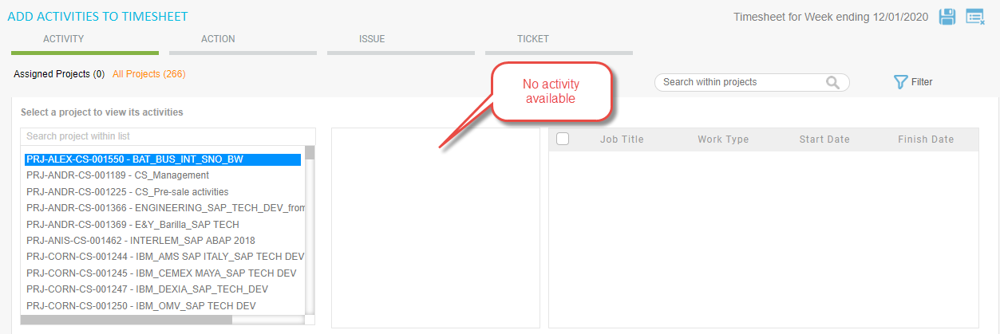 ADD ACTIVITIES TO TIMESHEET
Timesheet for Week ending 12/01/2020
ACTIVITY
ACTION
ISSUE
TICKET
Assigned Projects (0)
All Projects (266)
No activity
available
Search within projects
Filter
Select a project to view its activities
Search project within list
PRJ-ALEX-CS-001550 - BAT_BUS_INT_SNO_BW
PRJ-ANDR-CS-001189 - CS_Management
PRJ-ANDR-CS-001225 - CS_Pre-sale activities
PRJ-ANDR-CS-001366 - ENGINEERING_SAP_TECH_DEV_from
PRJ-ANDR-CS-001369 - E&Y_Barilla_SAP TECH
PRJ-ANIS-CS-001462 - INTERLEM_SAP ABAP 2018
PRJ-CORN-CS-001244 - IBM_AMS SAP ITALY_SAP TECH DEV
PRJ-CORN-CS-001245 - IBM_CEMEX MAYA_SAP TECH DEV
PRJ-CORN-CS-001247 - IBM_DEXIA_SAP_TECH_DEV
PRJ-CORN-CS-001250 - IBM_OMV_SAP TECH DEV
Job Title
Work Type
Start Date
Finish Date